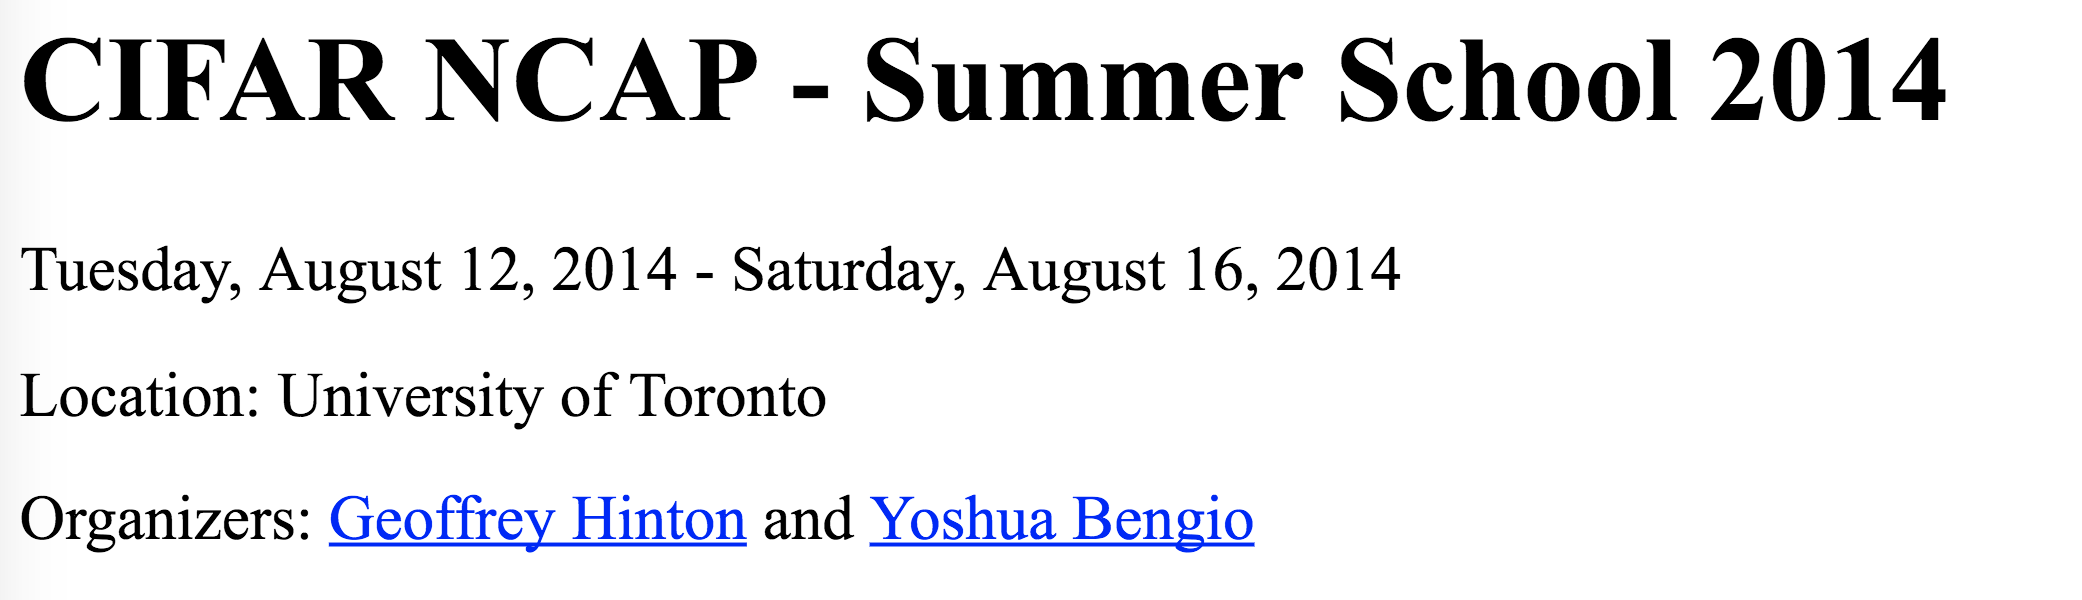 CIFAR NCAP - Summer School 2014
Tuesday, August 12, 2014 - Saturday, August 16, 2014
Location: University of Toronto
Organizers: Geoffrey Hinton and Yoshua Bengio